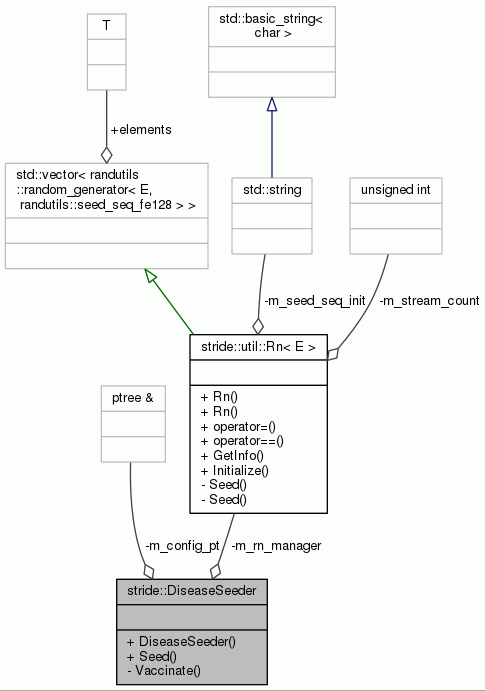 T
std::basic_string<
char >
+elements
std::vector< randutils
::random_generator< E,
randutils::seed_seq_fe128 > >
std::string
unsigned int
-m_seed_seq_init
-m_stream_count
stride::util::Rn< E >
+ Rn()
+ Rn()
+ operator=()
+ operator==()
+ GetInfo()
+ Initialize()
- Seed()
- Seed()
ptree &
-m_config_pt
-m_rn_manager
stride::DiseaseSeeder
+ DiseaseSeeder()
+ Seed()
- Vaccinate()